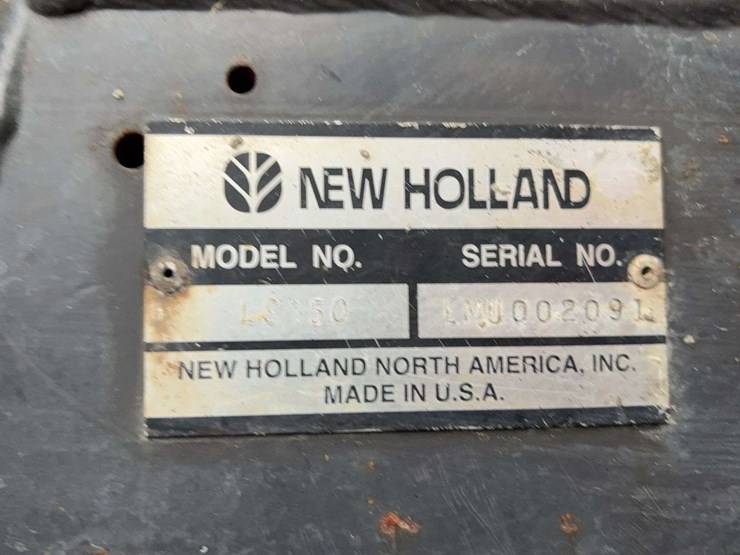 NEW HOLLAND
MODEL NO. SERIAL NO.
NEW HOLLAND NORTH AMERICA, INC.
MADE IN U.S.A.